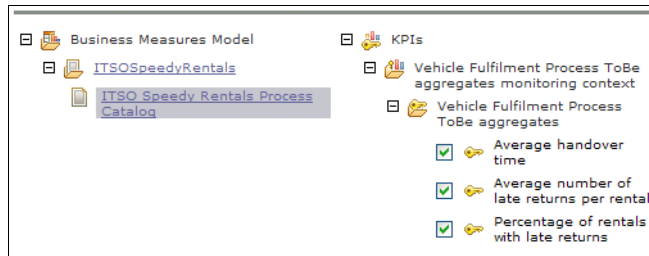 Business Measures Model
ITSOSpeedyRentals
ITSO Speedy Rentals Process
Catalog
KPIs
Vehicle Fulfilment Process ToBe
aggregates monitoring context
Vehicle Fulfilment Process
ToBe aggregates
Average handover
time
Average number of
late returns per rental
Percentage of rentals
with late returns